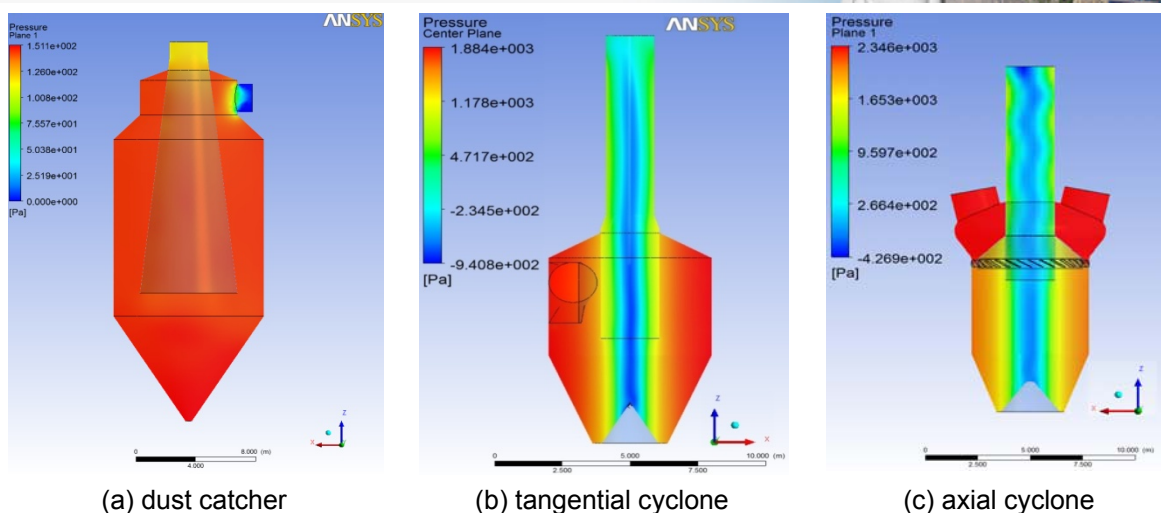 ANSYS
Pressure
Plane 1
1.511e+002
1.260e+002
1.008e+002
7.557e+001
5.038e+001
2.519e+001
0.000e+000
[Pa]
Z
X
0
8.000 (m)
4.000
ANSYS
Pressure
Center Plane
1.884e+003
1.178e+003
4.717e+002
-2.345e+002
-9.408e+002
[Pa]
Z
X
0
5.000
10.000 (m)
2.500
7.500
ANSYS
Pressure
Plane 1
2.346e+003
1.653e+003
9.597e+002
2.664e+002
-4.269e+002
[Pa]
Z
X
0
5.000
10.000 (m)
2.500
7.500
(a) dust catcher
(b) tangential cyclone
(c) axial cyclone